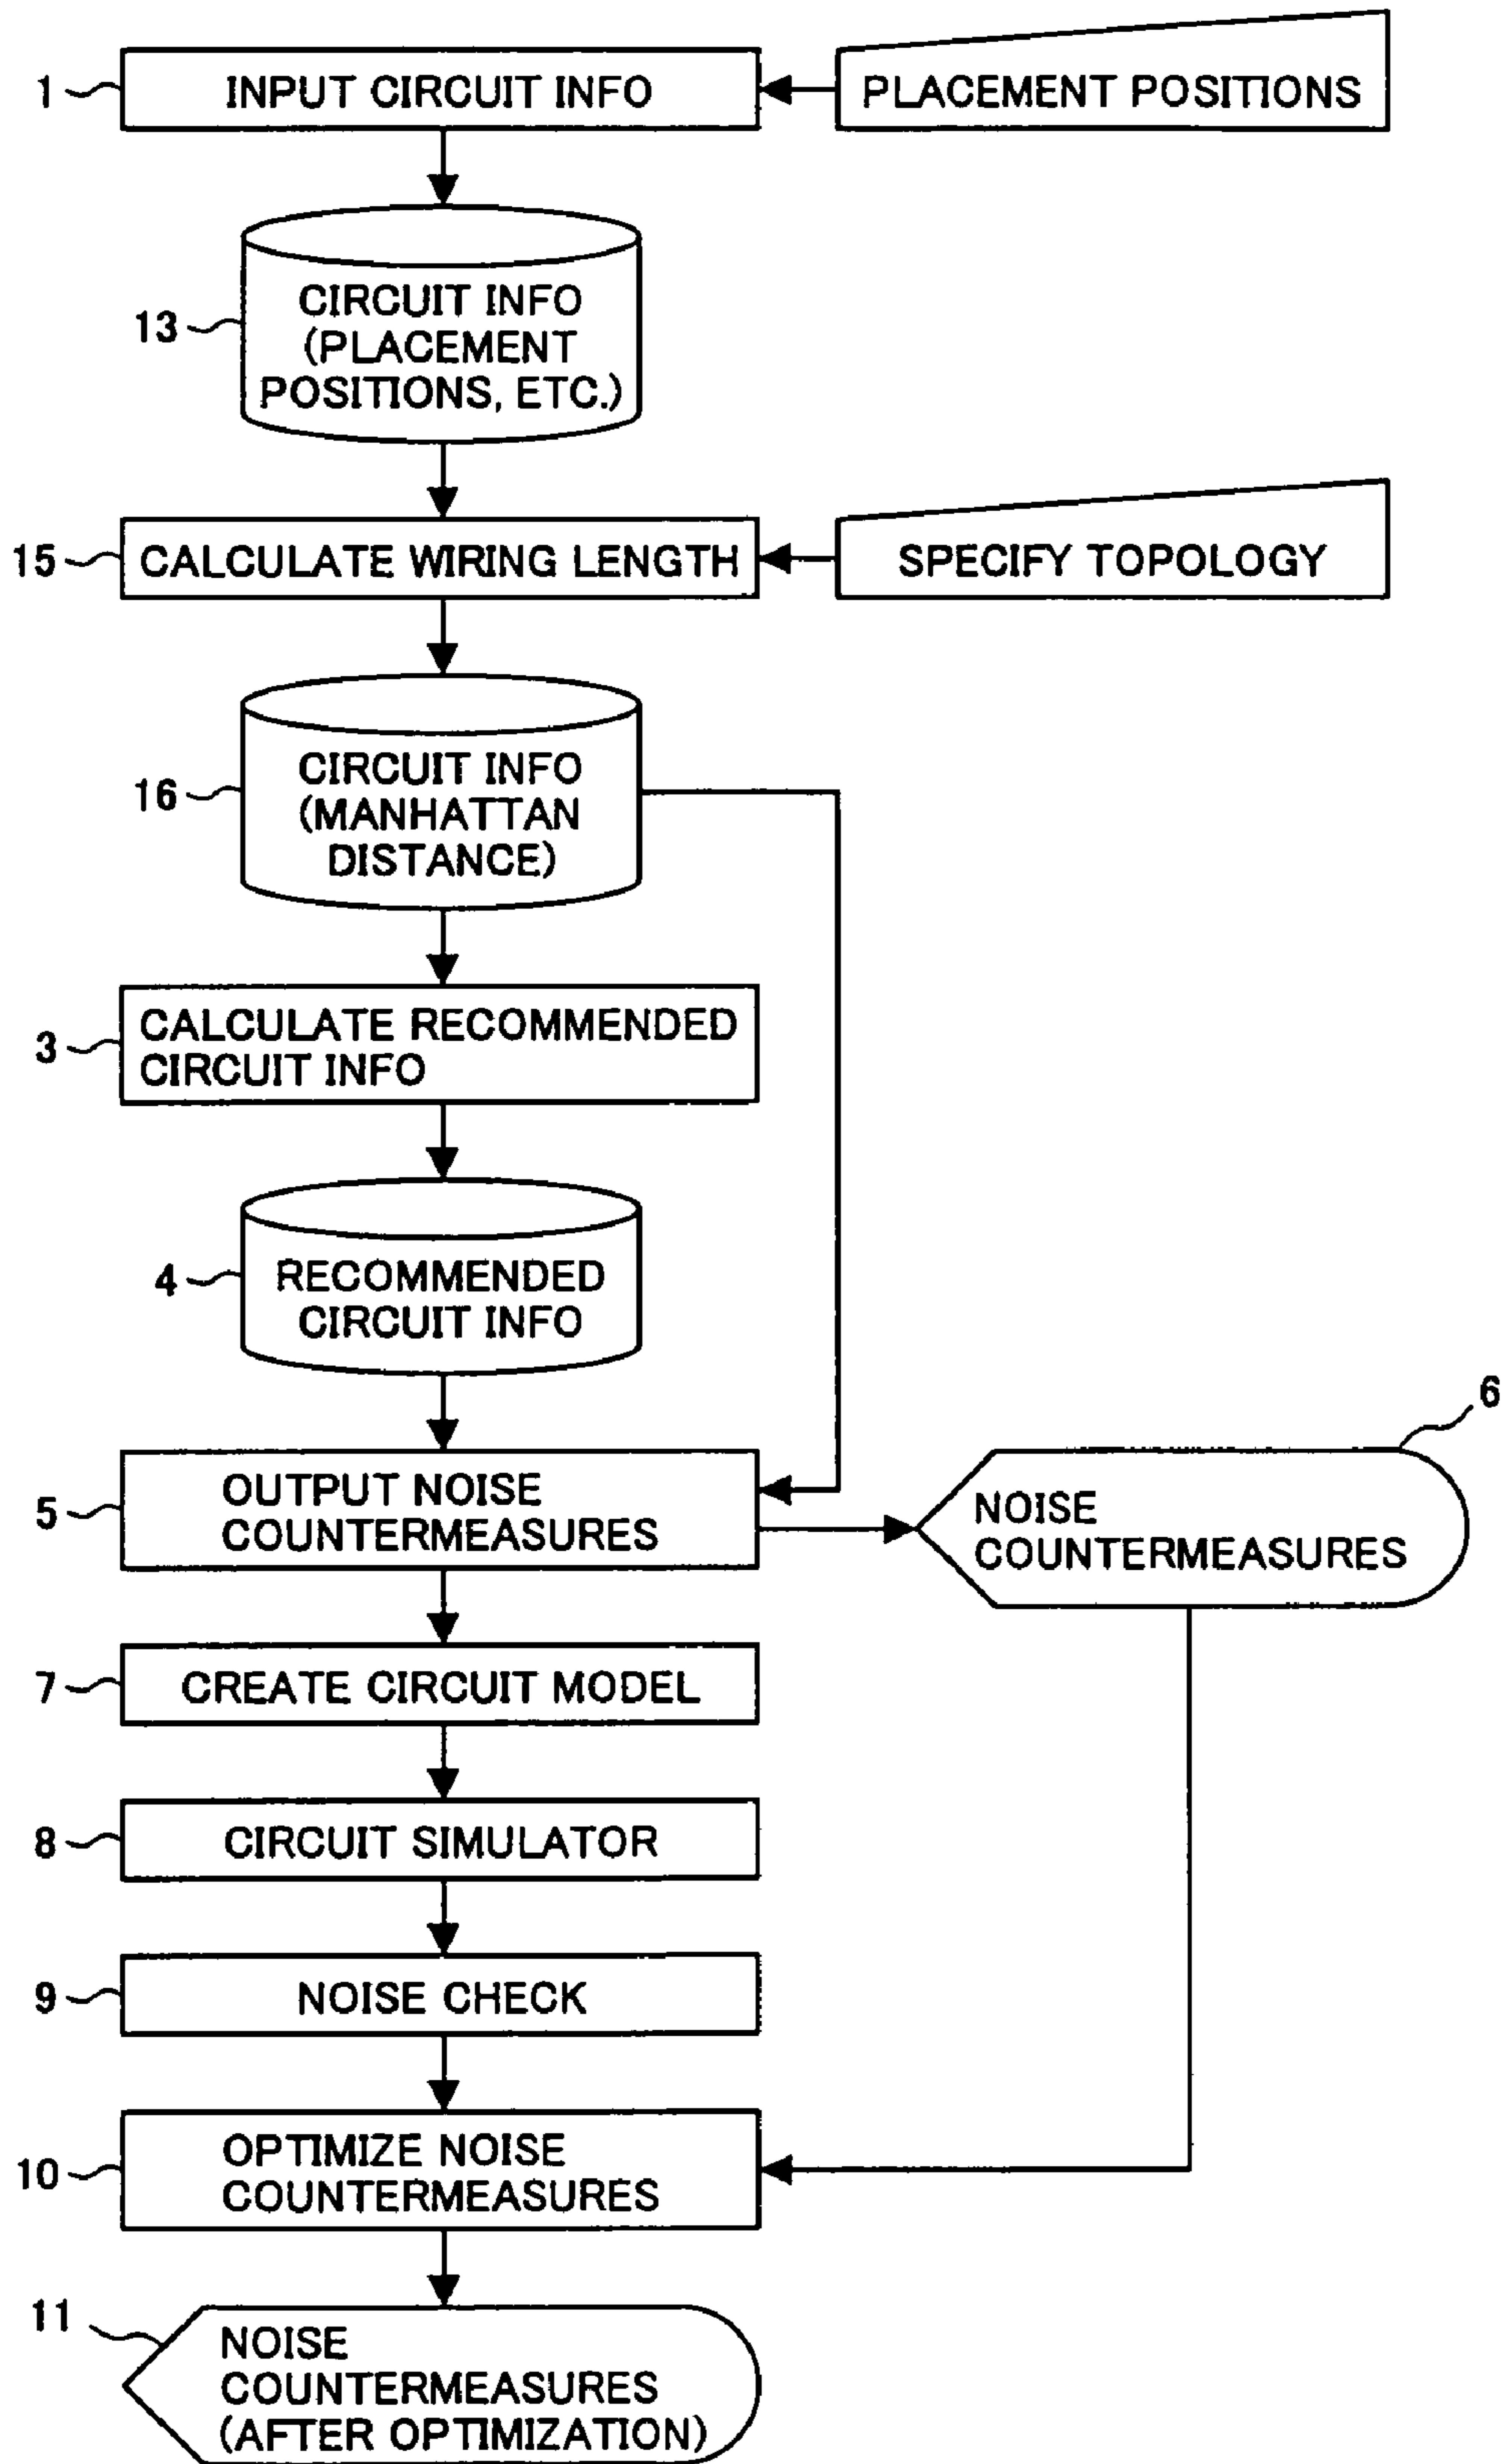 1
INPUT CIRCUIT INFO
PLACEMENT POSITIONS
13
CIRCUIT INFO
(PLACEMENT
POSITIONS, ETC.)
15
CALCULATE WIRING LENGTH
SPECIFY TOPOLOGY
16
CIRCUIT INFO
(MANHATTAN
DISTANCE)
3
CALCULATE RECOMMENDED
CIRCUIT INFO
4
RECOMMENDED
CIRCUIT INFO
5
OUTPUT NOISE
COUNTERMEASURES
6
NOISE
COUNTERMEASURES
7
CREATE CIRCUIT MODEL
8
CIRCUIT SIMULATOR
9
NOISE CHECK
10
OPTIMIZE NOISE
COUNTERMEASURES
11
NOISE
COUNTERMEASURES
(AFTER OPTIMIZATION)